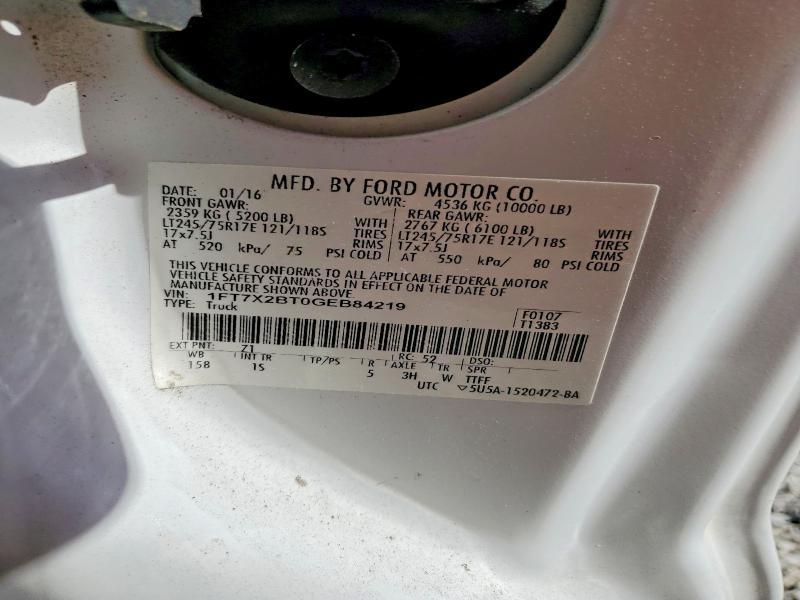 MFD. BY FORD MOTOR CO.
DATE: 01/16 GVWR: 4536 KG (10000 LB)
FRONT GAWR: REAR GAWR:
2359 KG ( 5200 LB) WITH 2767 KG ( 6100 LB) WITH
LT245/75R17E 121/118S TIRES LT245/75R17E 121/118S TIRES
17x7.5J RIMS 17x7.5J RIMS
AT 520 kPa/ 75 PSI COLD AT 550 kPa/ 80 PSI COLD
THIS VEHICLE CONFORMS TO ALL APPLICABLE FEDERAL MOTOR
VEHICLE SAFETY STANDARDS IN EFFECT ON THE DATE OF
MANUFACTURE SHOWN ABOVE
VIN: 1FT7X2BT0GEB84219
TYPE: Truck
F0107
T1383
EXT PNT: Z1 RC: 52 DSO:
WB INT TR TP/PS R AXLE TR SPR
158 1S 5 3H W TTFF
UTC ▽5U5A-1520472-BA